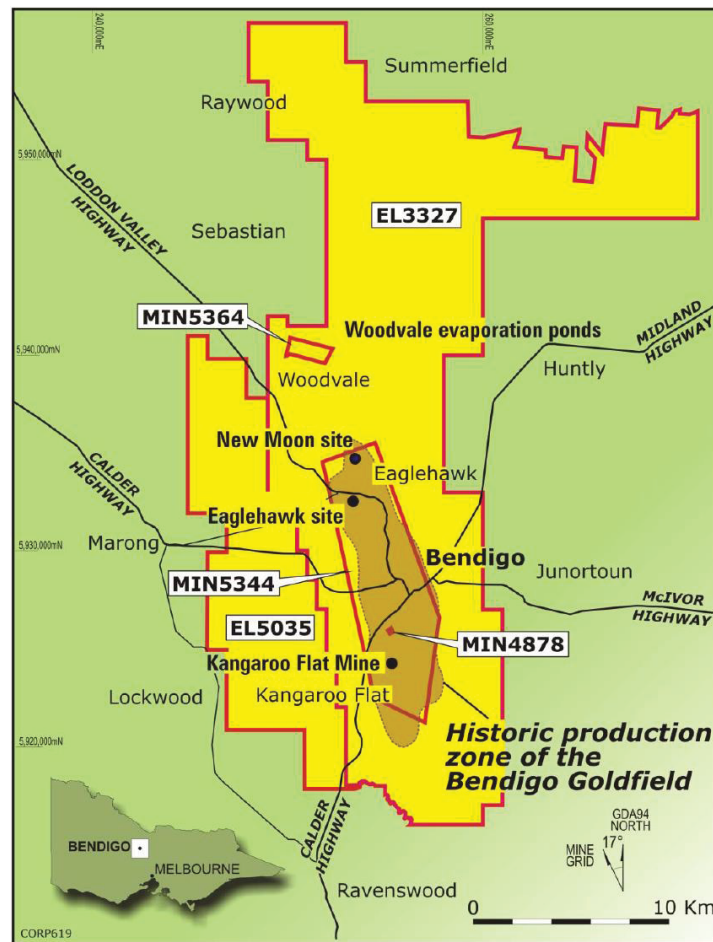 240,000mE
260,000mE
Summerfield
Raywood
5,950,000mN
LODDON VALLEY
HIGHWAY
EL3327
Sebastian
MIN5364
Woodvale evaporation ponds
MIDLAND
HIGHWAY
5,940,000mN
Huntly
Woodvale
New Moon site
Eaglehawk
CALDER
HIGHWAY
Eaglehawk site
5,930,000mN
Marong
Bendigo
Junortoun
MIN5344
McIVOR
HIGHWAY
EL5035
MIN4878
Kangaroo Flat Mine
Lockwood
Kangaroo Flat
Historic production
zone of the
Bendigo Goldfield
5,920,000mN
CALDER
HIGHWAY
GDA94
NORTH
17°
MINE
GRID
BENDIGO
MELBOURNE
Ravenswood
0
10 Km
CORP619